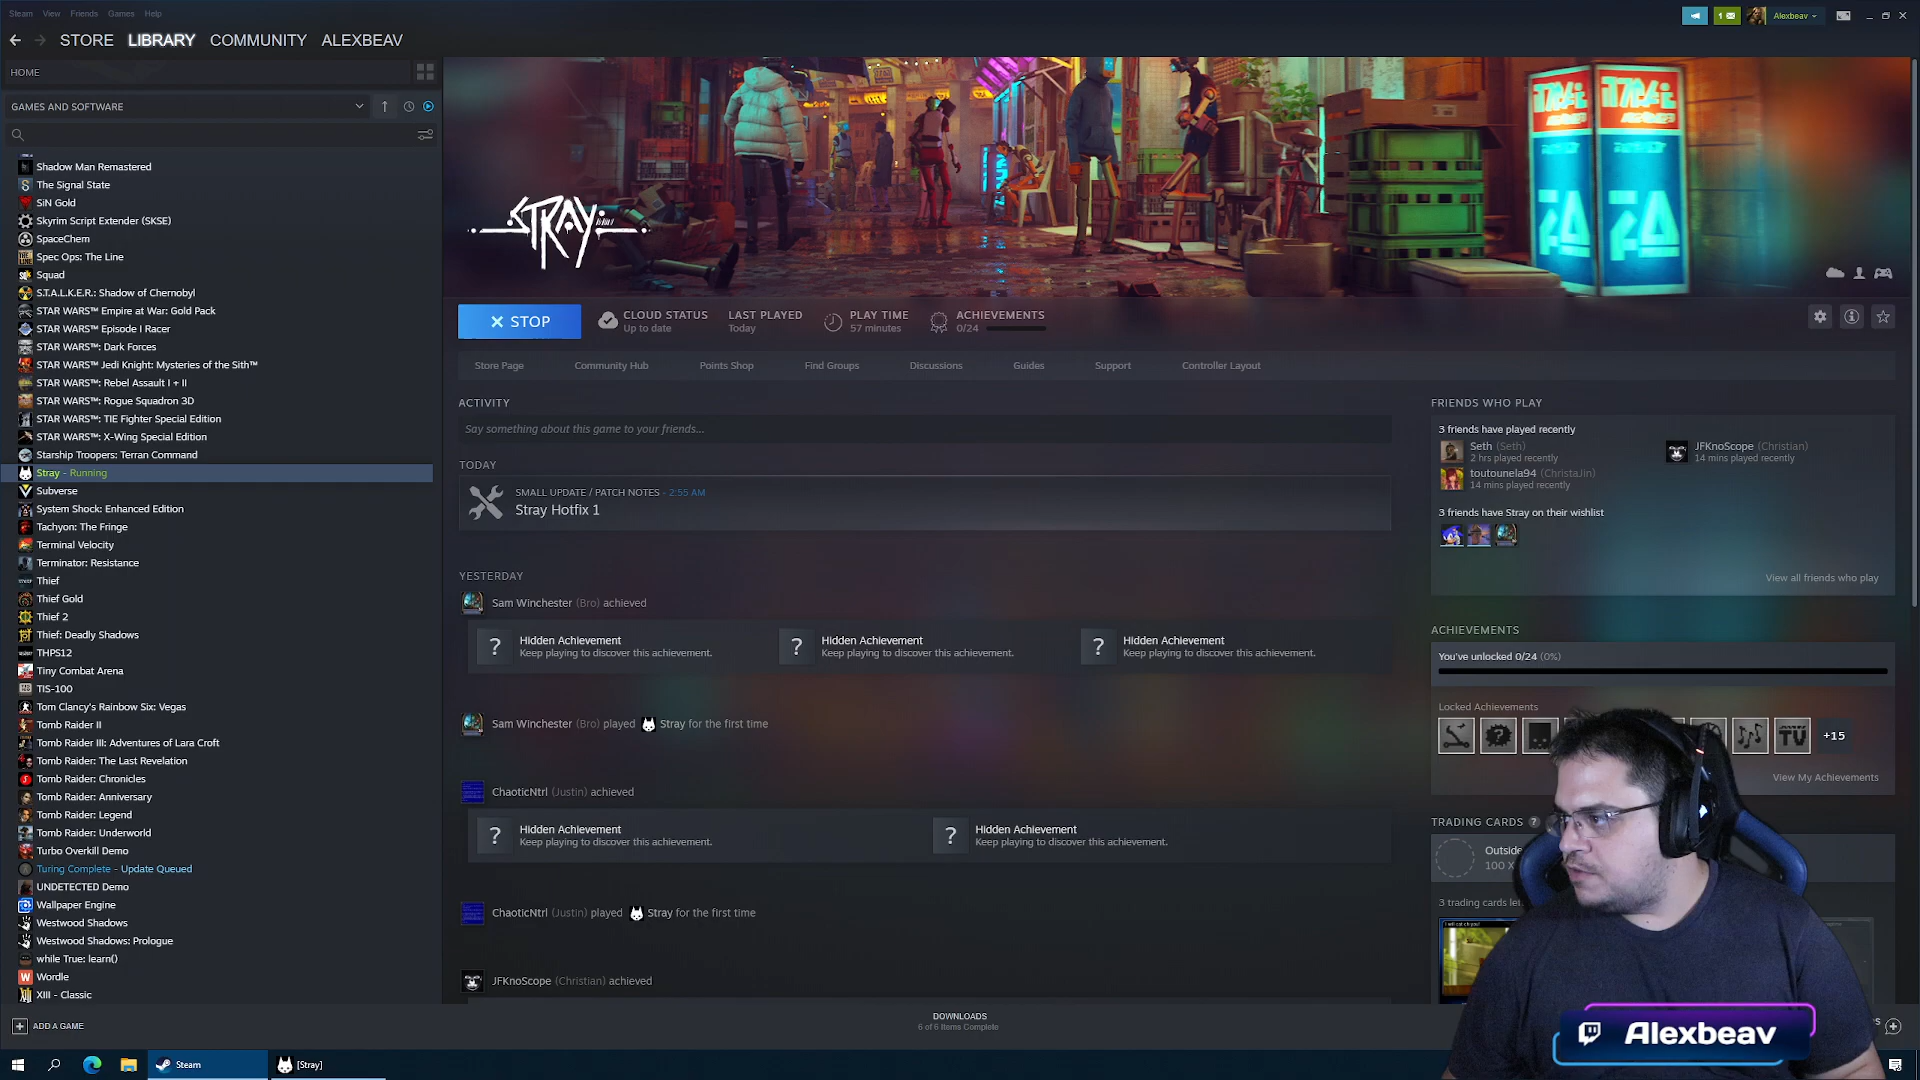 Steam View Friends Games Help
1
Alexbeav
STORE LIBRARY COMMUNITY ALEXBEAV
HOME
GAMES AND SOFTWARE
Shadow Man Remastered
The Signal State
SiN Gold
Skyrim Script Extender (SKSE)
SpaceChem
Spec Ops: The Line
Squad
S.T.A.L.K.E.R.: Shadow of Chernobyl
STAR WARS™ Empire at War: Gold Pack
STAR WARS™ Episode I Racer
STAR WARS™: Dark Forces
STAR WARS™ Jedi Knight: Mysteries of the Sith™
STAR WARS™: Rebel Assault I + II
STAR WARS™: Rogue Squadron 3D
STAR WARS™: TIE Fighter Special Edition
STAR WARS™: X-Wing Special Edition
Starship Troopers: Terran Command
Stray - Running
Subverse
System Shock: Enhanced Edition
Tachyon: The Fringe
Terminal Velocity
Terminator: Resistance
Thief
Thief Gold
Thief 2
Thief: Deadly Shadows
THPS12
Tiny Combat Arena
TIS-100
Tom Clancy's Rainbow Six: Vegas
Tomb Raider II
Tomb Raider III: Adventures of Lara Croft
Tomb Raider: The Last Revelation
Tomb Raider: Chronicles
Tomb Raider: Anniversary
Tomb Raider: Legend
Tomb Raider: Underworld
Turbo Overkill Demo
Turing Complete - Update Queued
UNDETECTED Demo
Wallpaper Engine
Westwood Shadows
Westwood Shadows: Prologue
while True: learn()
Wordle
XIII - Classic
ADD A GAME
STRAY
STOP
CLOUD STATUS
Up to date
LAST PLAYED
Today
PLAY TIME
57 minutes
ACHIEVEMENTS
0/24
Store Page Community Hub Points Shop Find Groups Discussions Guides Support Controller Layout
ACTIVITY
Say something about this game to your friends...
TODAY
SMALL UPDATE / PATCH NOTES - 2:55 AM
Stray Hotfix 1
YESTERDAY
Sam Winchester (Bro) achieved
? Hidden Achievement
Keep playing to discover this achievement.
? Hidden Achievement
Keep playing to discover this achievement.
? Hidden Achievement
Keep playing to discover this achievement.
Sam Winchester (Bro) played Stray for the first time
ChaoticNtrl (Justin) achieved
? Hidden Achievement
Keep playing to discover this achievement.
? Hidden Achievement
Keep playing to discover this achievement.
ChaoticNtrl (Justin) played Stray for the first time
JFKnoScope (Christian) achieved
FRIENDS WHO PLAY
3 friends have played recently
Seth (Seth)
2 hrs played recently
JFKnoScope (Christian)
14 mins played recently
toutounela94 (ChristaJin)
14 mins played recently
3 friends have Stray on their wishlist
View all friends who play
ACHIEVEMENTS
You've unlocked 0/24 (0%)
Locked Achievements
TV
+15
View My Achievements
TRADING CARDS ?
Outside
100 X
3 trading cards
DOWNLOADS
6 of 6 Items Complete
Alexbeav
Steam
[Stray]